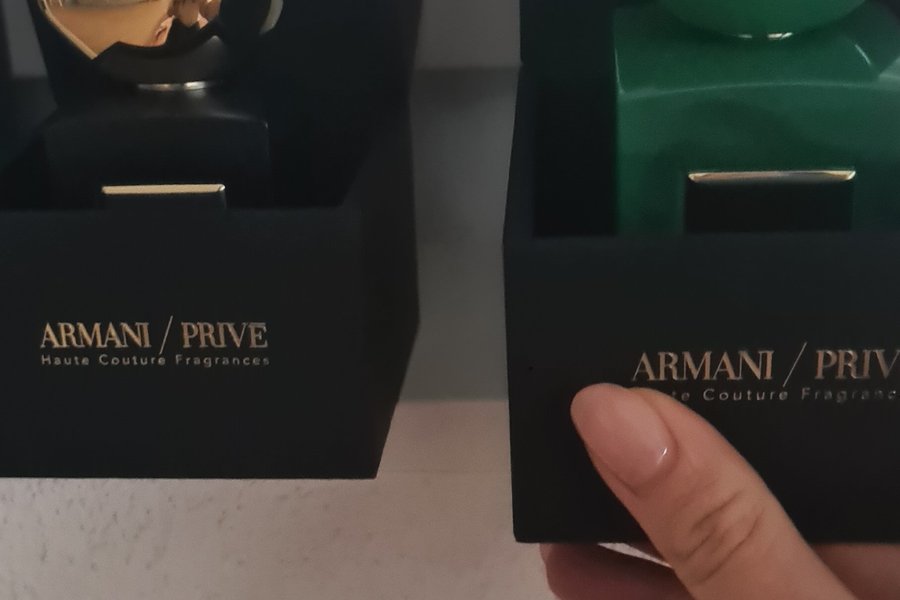 ARMANI / PRIVE
Haute Couture Fragrances
ARMANI / PRIV
te Couture Fragranc